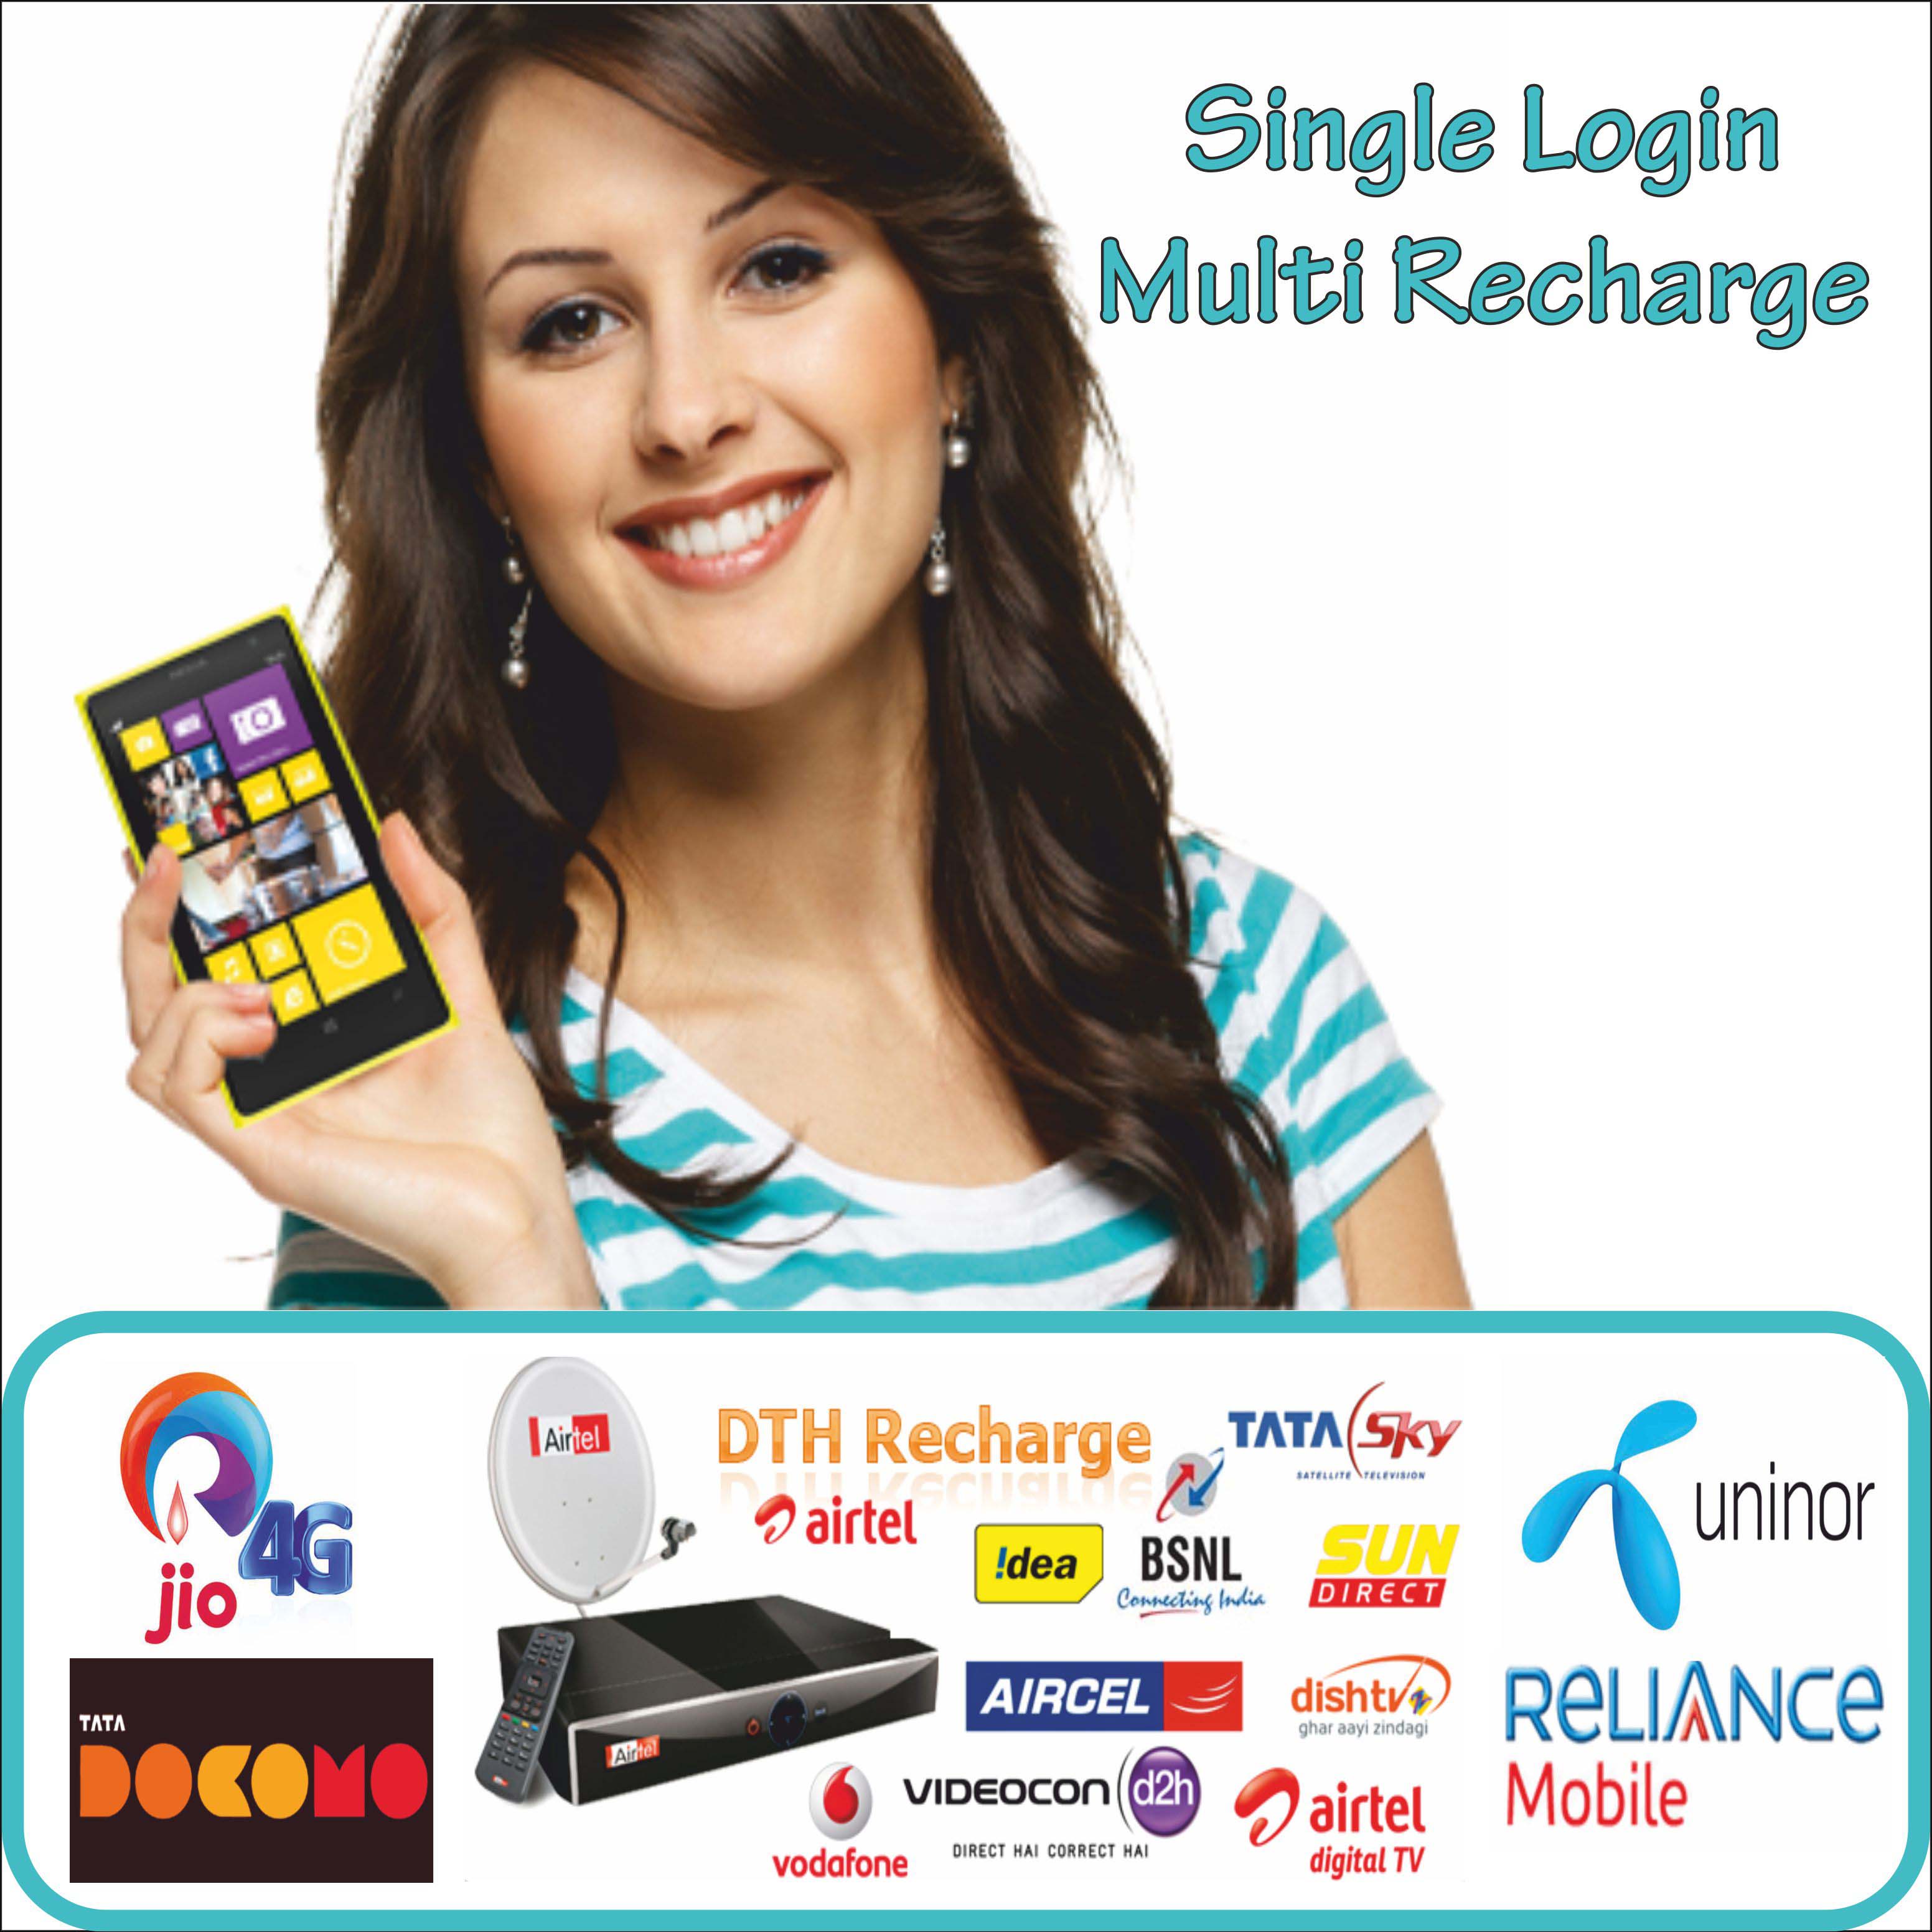 Single Login
Multi Recharge
jio
4G
TATA
DOCOMO
Airtel
Airtel
DTH Recharge
airtel
TATA Sky
SATELLITE TELEVISION
!dea
BSNL
Connecting India
SUN
DIRECT
AIRCEL
dishtv
ghar aayi zindagi
vodafone
VIDEOCON d2h
DIRECT HAI CORRECT HAI
airtel
digital TV
uninor
RELIANCE
Mobile